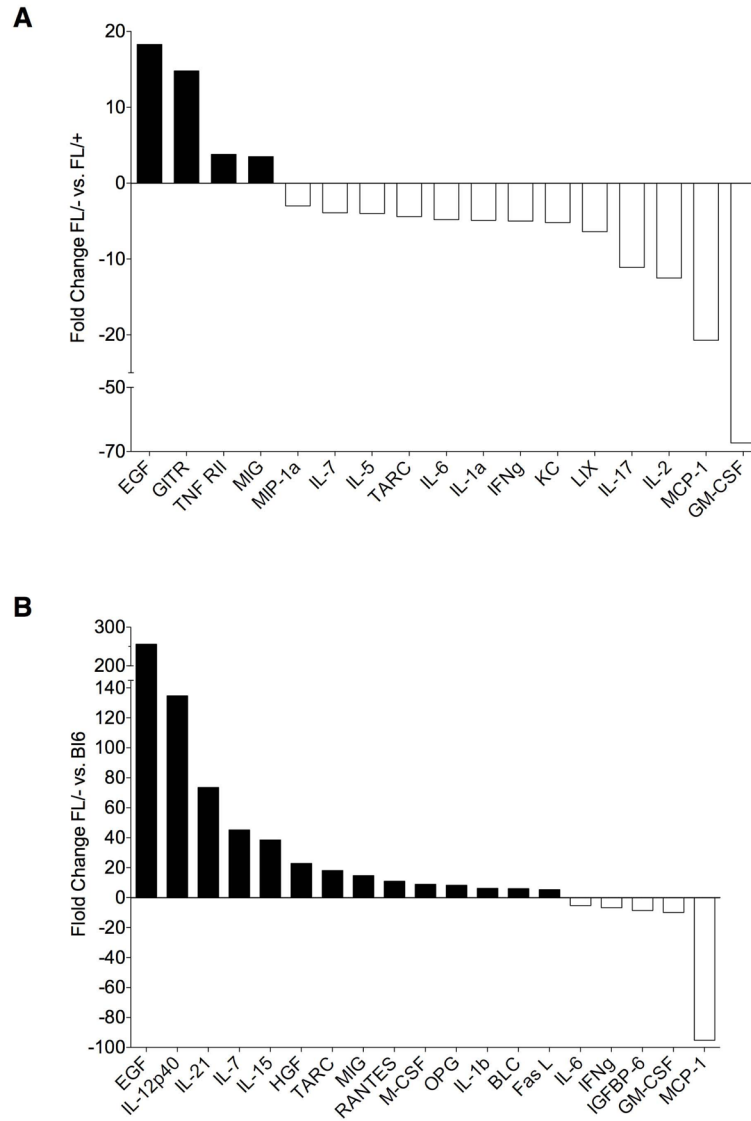 A
Fold Change FL/- vs. FL/+
20
10
0
-10
-20
-50
-70
EGF
GITR
TNF RII
MIG
MIP-1a
IL-7
IL-5
TARC
IL-6
IL-1a
IFNg
KC
LIX
IL-17
IL-2
MCP-1
GM-CSF
B
Flold Change FL/- vs. Bl6
300
200
140
120
100
80
60
40
20
0
-20
-40
-60
-80
-100
EGF
IL-12p40
IL-21
IL-7
IL-15
HGF
TARC
MIG
RANTES
M-CSF
OPG
IL-1b
BLC
Fas L
IL-6
IFNg
IGFBP-6
GM-CSF
MCP-1